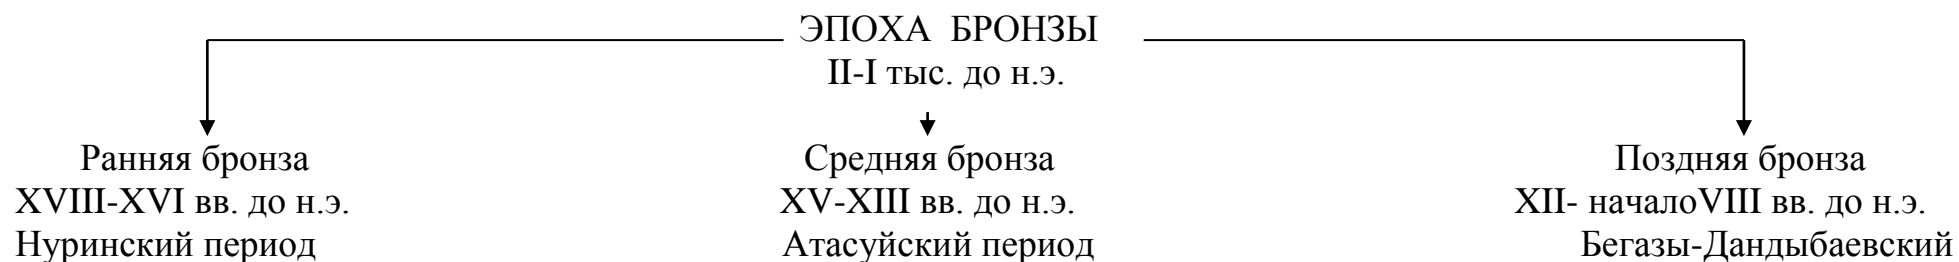 ЭПОХА БРОНЗЫ
II-I тыс. до н.э.
Ранняя бронза
XVIII-XVI вв. до н.э.
Нуринский период
Средняя бронза
XV-XIII вв. до н.э.
Атасуйский период
Поздняя бронза
XII- началоVIII вв. до н.э.
Бегазы-Дандыбаевский